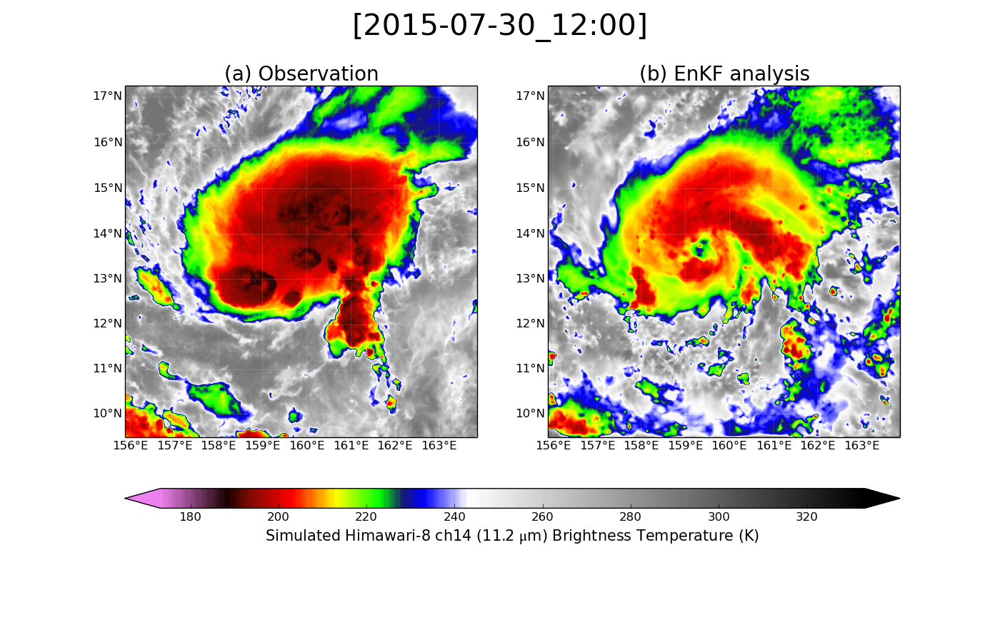 [2015-07-30_12:00]
(a) Observation
(b) EnKF analysis
17°N
16°N
15°N
14°N
13°N
12°N
11°N
10°N
156°E 157°E 158°E 159°E 160°E 161°E 162°E 163°E
17°N
16°N
15°N
14°N
13°N
12°N
11°N
10°N
156°E 157°E 158°E 159°E 160°E 161°E 162°E 163°E
180 200 220 240 260 280 300 320
Simulated Himawari-8 ch14 (11.2 μm) Brightness Temperature (K)